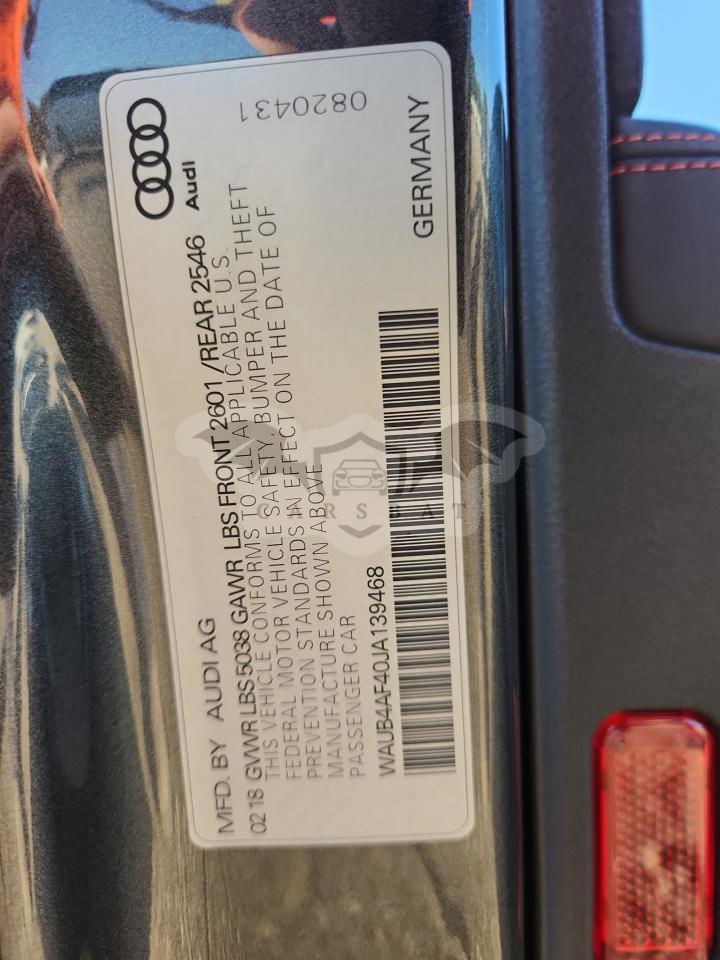 MFD. BY AUDI AG
Audi
02 18 GVWR LBS 5038 GAWR LBS FRONT 2601 / REAR 2546
THIS VEHICLE CONFORMS TO ALL APPLICABLE U.S.
FEDERAL MOTOR VEHICLE SAFETY, BUMPER AND THEFT
PREVENTION STANDARDS IN EFFECT ON THE DATE OF
MANUFACTURE SHOWN ABOVE
PASSENGER CAR
WAUB4AF40JA139468
GERMANY
0820431
CARSBAT